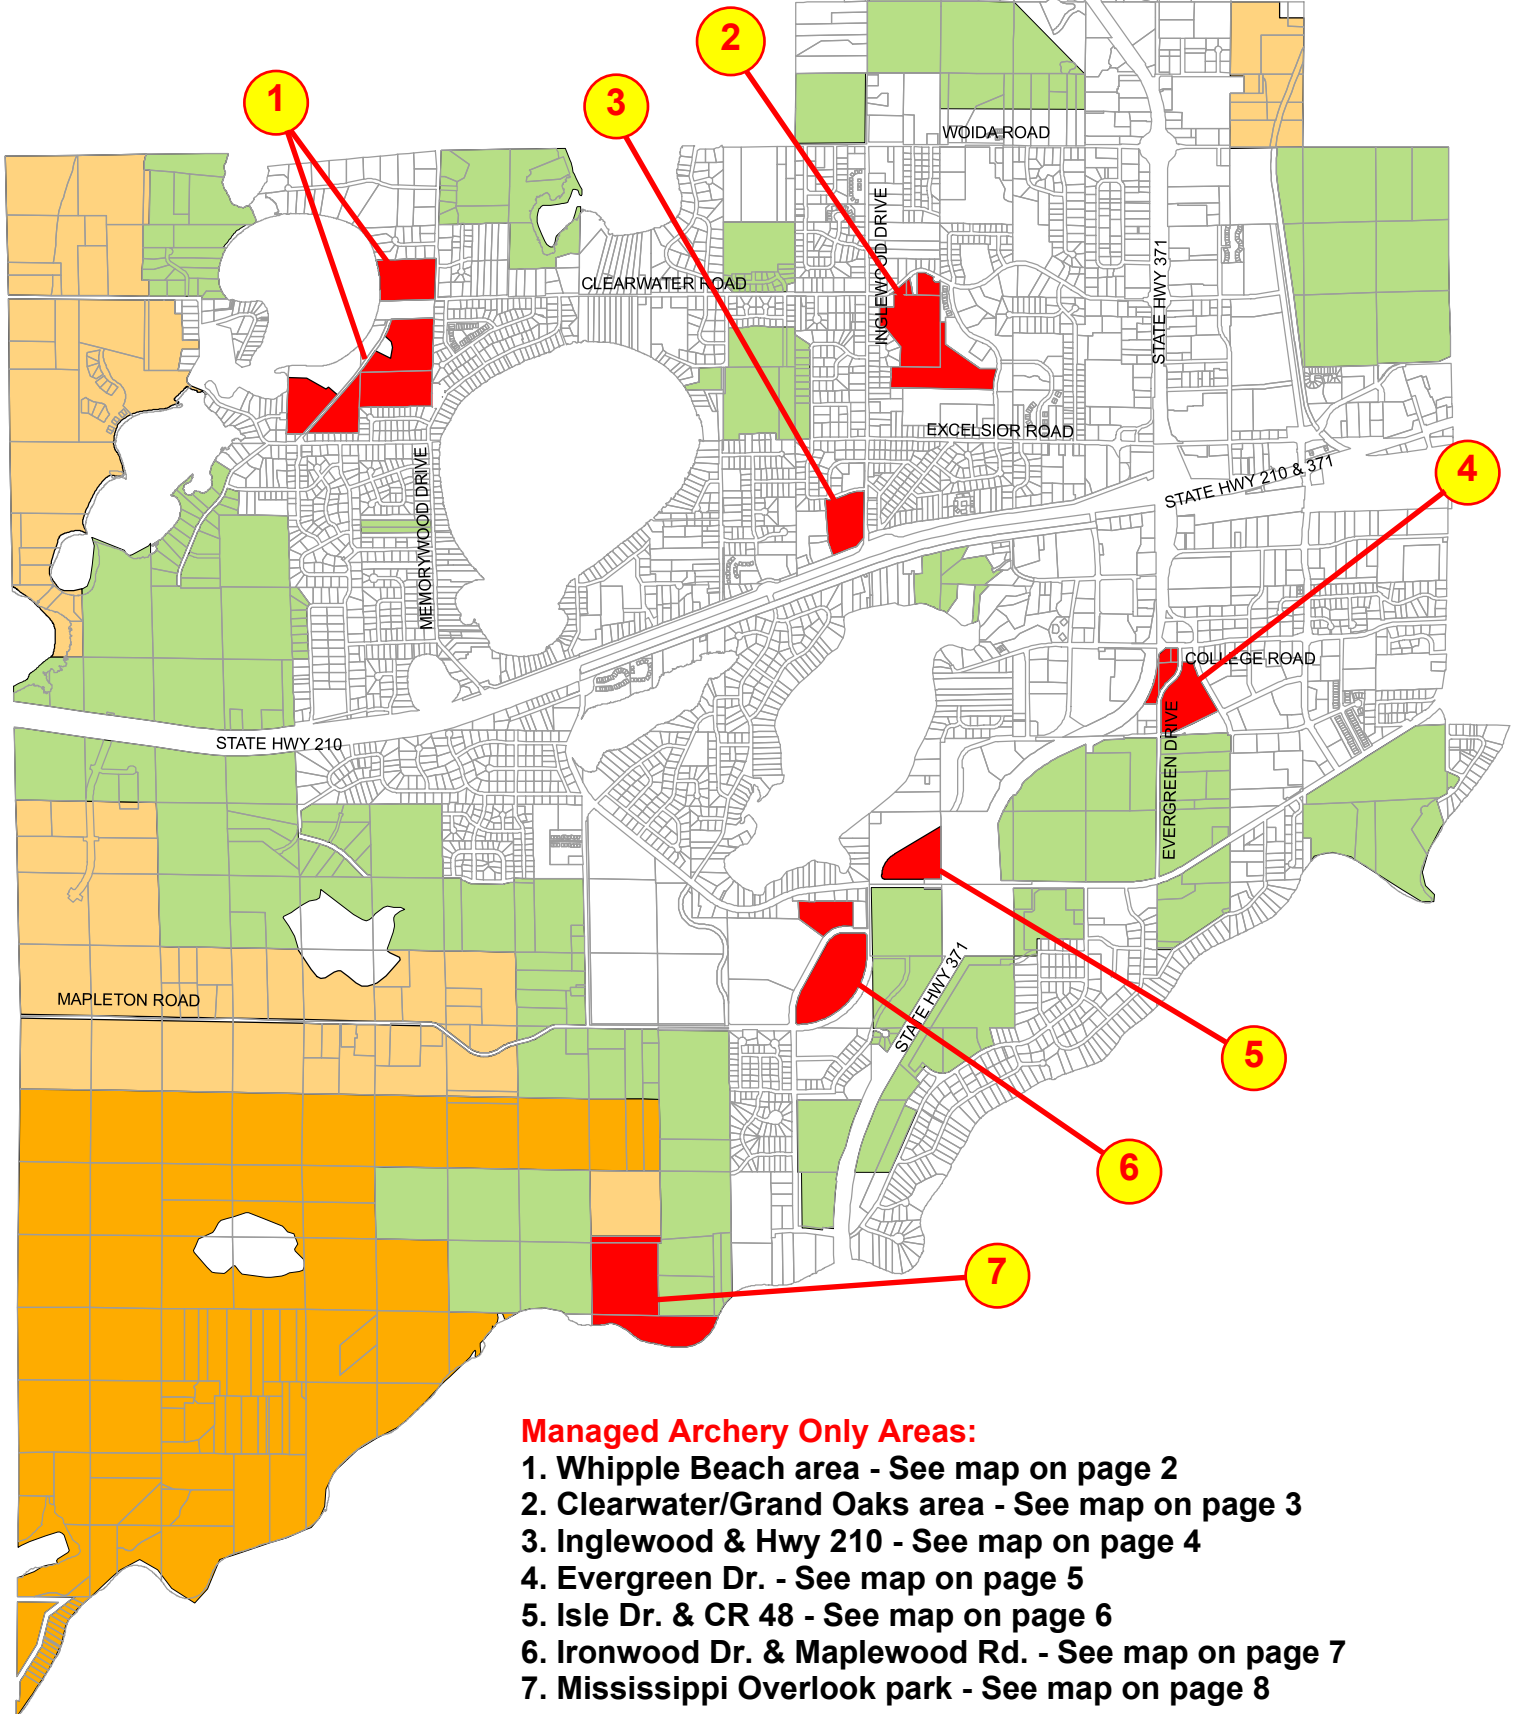 2
1
3
WOIDA ROAD
INGLEWOOD DRIVE
STATE HWY 371
CLEARWATER ROAD
EXCELSIOR ROAD
STATE HWY 210 & 371
4
MEMORYWOOD DRIVE
COLLEGE ROAD
STATE HWY 210
EVERGREEN DRIVE
STATE HWY 371
MAPLETON ROAD
5
6
7
Managed Archery Only Areas:
1. Whipple Beach area - See map on page 2
2. Clearwater/Grand Oaks area - See map on page 3
3. Inglewood & Hwy 210 - See map on page 4
4. Evergreen Dr. - See map on page 5
5. Isle Dr. & CR 48 - See map on page 6
6. Ironwood Dr. & Maplewood Rd. - See map on page 7
7. Mississippi Overlook park - See map on page 8